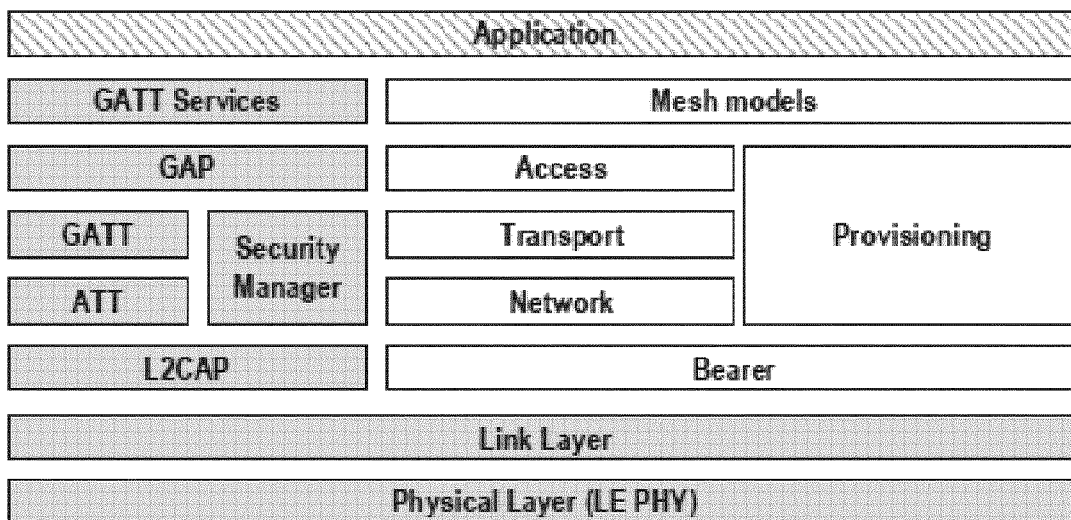 Application
GATT Services
Mesh models
GAP
Access
Provisioning
GATT
Security
Manager
Transport
ATT
Network
L2CAP
Bearer
Link Layer
Physical Layer (LE PHY)